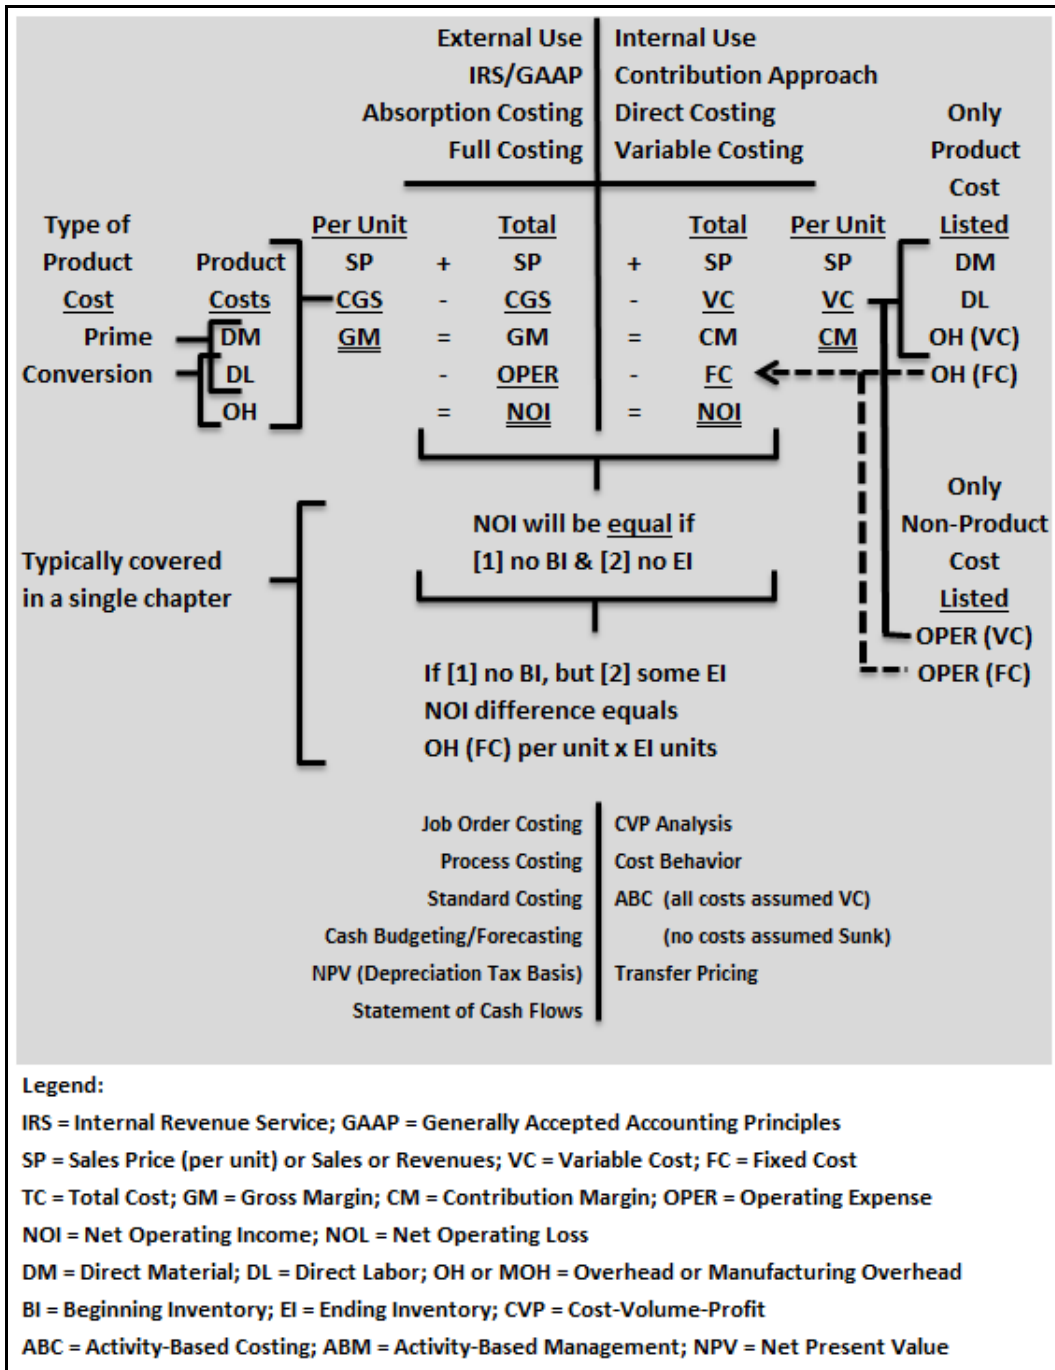 External Use Internal Use
IRS/GAAP Contribution Approach
Absorption Costing Direct Costing Only
Full Costing Variable Costing Product
Cost
Type of Per Unit Total Total Per Unit Listed
Product Product SP + SP + SP SP DM
Cost Costs CGS - CGS - VC VC DL
Prime DM GM = GM = CM CM OH (VC)
Conversion DL - OPER - FC OH (FC)
OH = NOI = NOI
Only
NOI will be equal if Non-Product
Typically covered [1] no BI & [2] no EI Cost
in a single chapter Listed
OPER (VC)
If [1] no BI, but [2] some EI OPER (FC)
NOI difference equals
OH (FC) per unit x EI units
Job Order Costing CVP Analysis
Process Costing Cost Behavior
Standard Costing ABC (all costs assumed VC)
Cash Budgeting/Forecasting (no costs assumed Sunk)
NPV (Depreciation Tax Basis) Transfer Pricing
Statement of Cash Flows
Legend:
IRS = Internal Revenue Service; GAAP = Generally Accepted Accounting Principles
SP = Sales Price (per unit) or Sales or Revenues; VC = Variable Cost; FC = Fixed Cost
TC = Total Cost; GM = Gross Margin; CM = Contribution Margin; OPER = Operating Expense
NOI = Net Operating Income; NOL = Net Operating Loss
DM = Direct Material; DL = Direct Labor; OH or MOH = Overhead or Manufacturing Overhead
BI = Beginning Inventory; EI = Ending Inventory; CVP = Cost-Volume-Profit
ABC = Activity-Based Costing; ABM = Activity-Based Management; NPV = Net Present Value